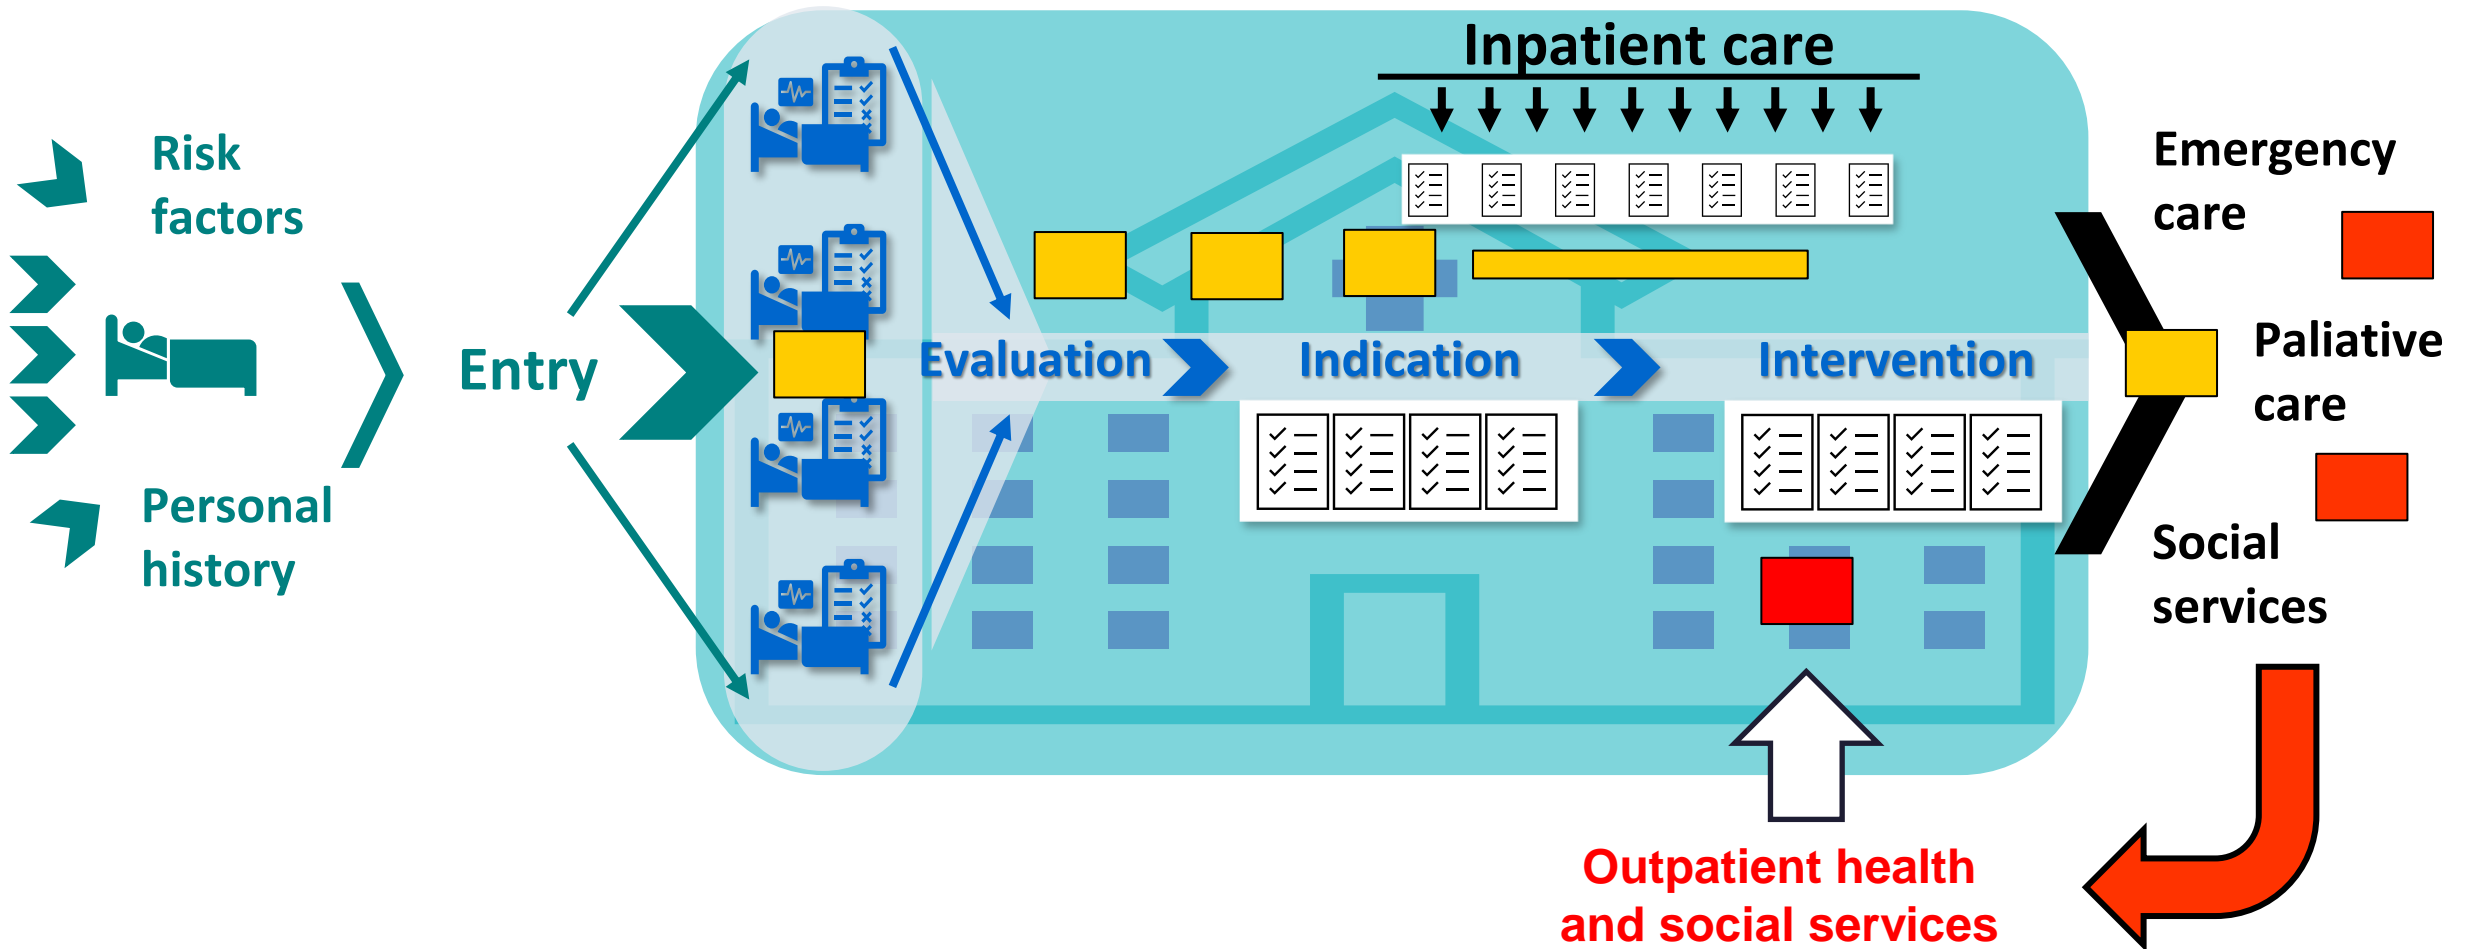 Inpatient care
Risk
factors
Emergency
care
Entry
Evaluation
Indication
Intervention
Paliative
care
Personal
history
Social
services
Outpatient health
and social services